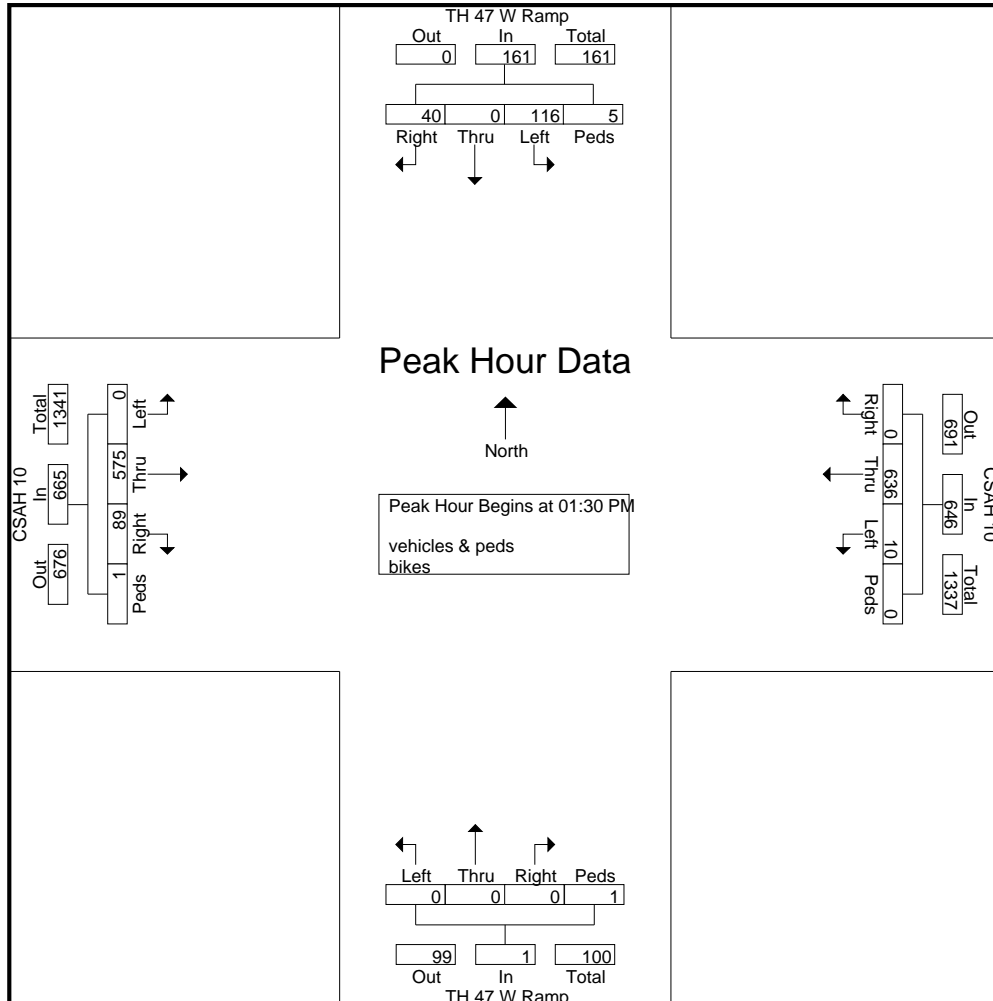 TH 47 W Ramp
Out In Total
0 161 161
40 0 116 5
Right Thru Left Peds
Peak Hour Data
North
Peak Hour Begins at 01:30 PM
vehicles & peds
bikes
CSAH 10
Total In Out
1341 665 676
0 575 89 1
Left Thru Right Peds
Right Thru Left Peds
0 636 10 0
Out In Total
691 646 1337
CSAH 10
Left Thru Right Peds
0 0 0 1
99 1 100
Out In Total
TH 47 W Ramp